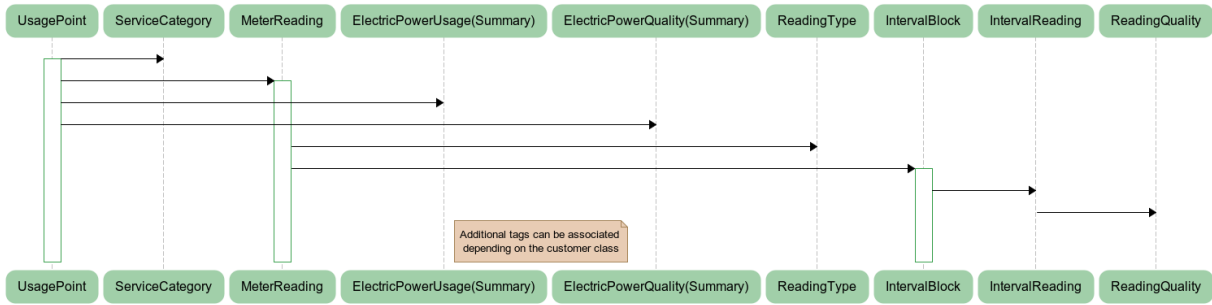 UsagePoint ServiceCategory MeterReading ElectricPowerUsage(Summary) ElectricPowerQuality(Summary) ReadingType IntervalBlock IntervalReading ReadingQuality
Additional tags can be associated
depending on the customer class
UsagePoint ServiceCategory MeterReading ElectricPowerUsage(Summary) ElectricPowerQuality(Summary) ReadingType IntervalBlock IntervalReading ReadingQuality